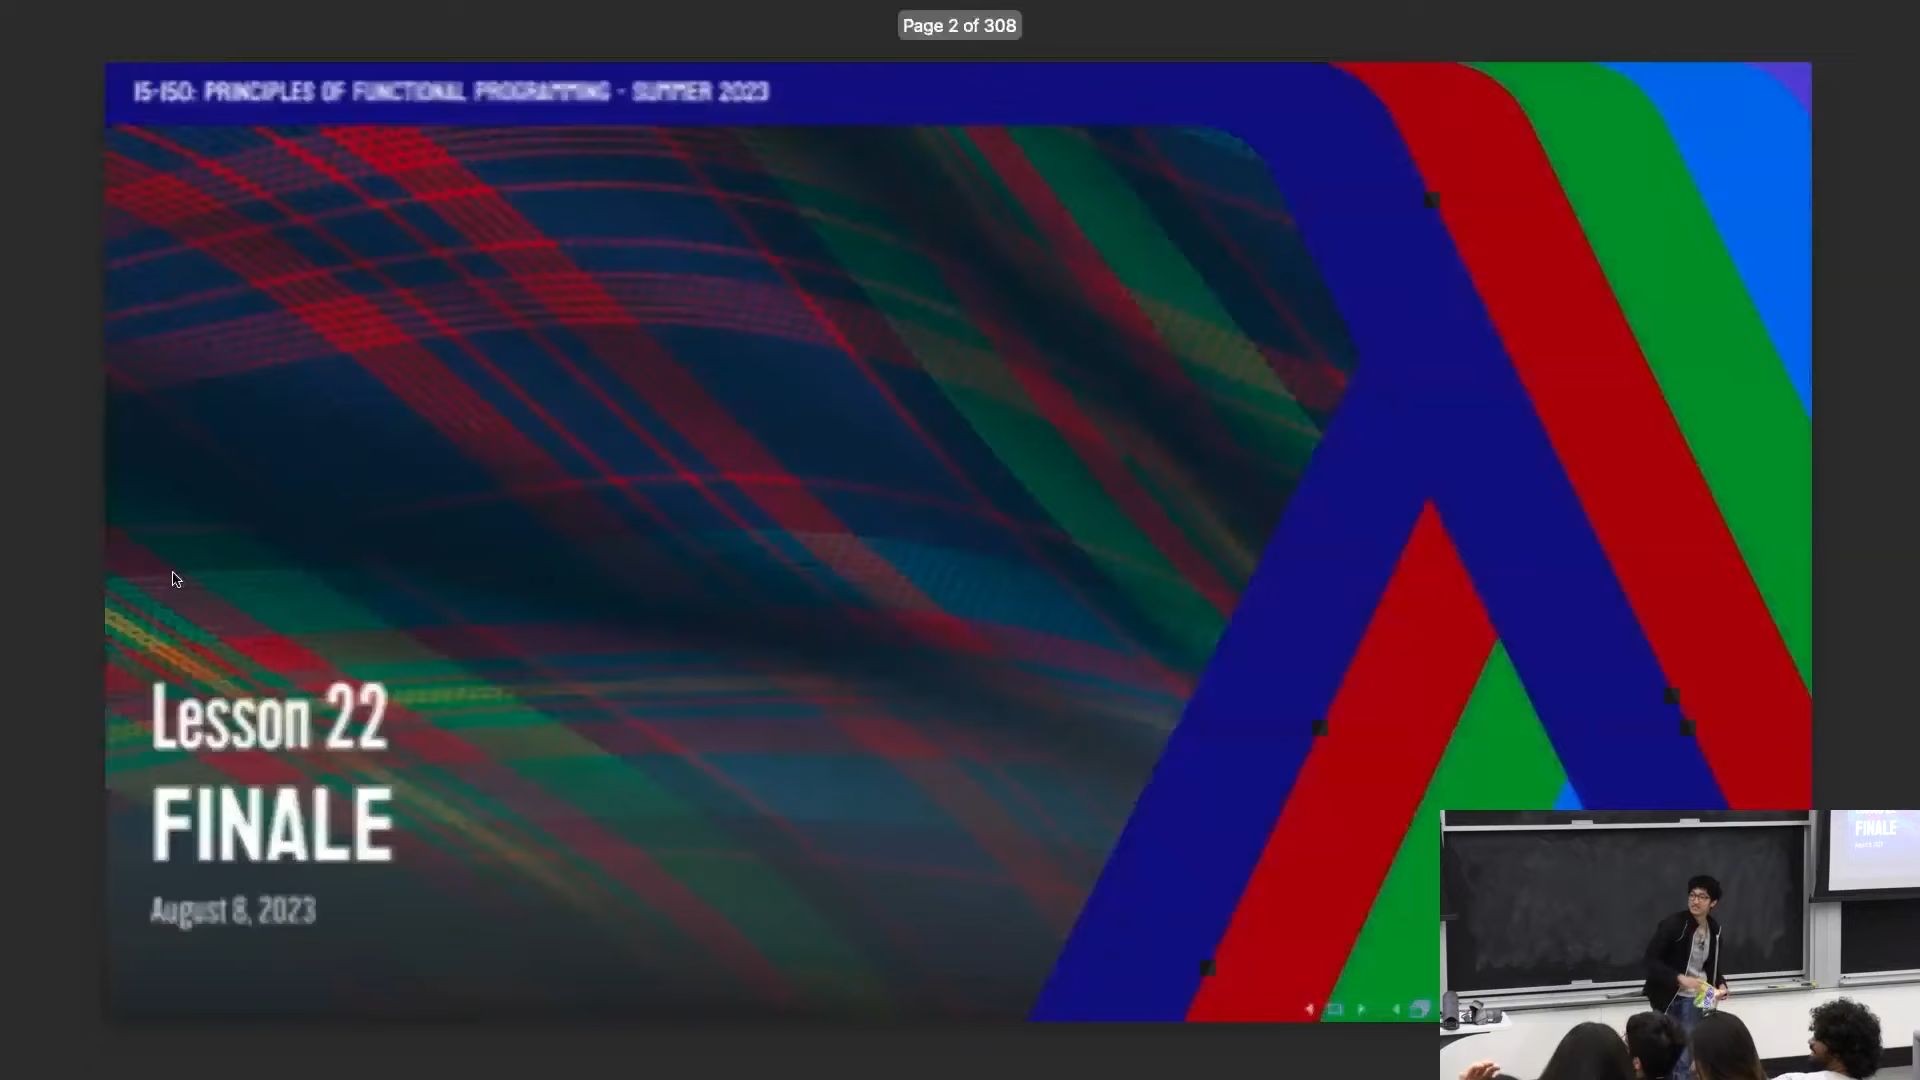 Page 2 of 308
15-150: PRINCIPLES OF FUNCTIONAL PROGRAMMING - SUMMER 2023
Lesson 22
FINALE
August 8, 2023
FINALE